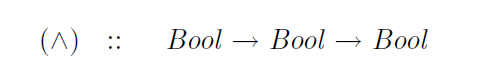 (∧) :: Bool → Bool → Bool